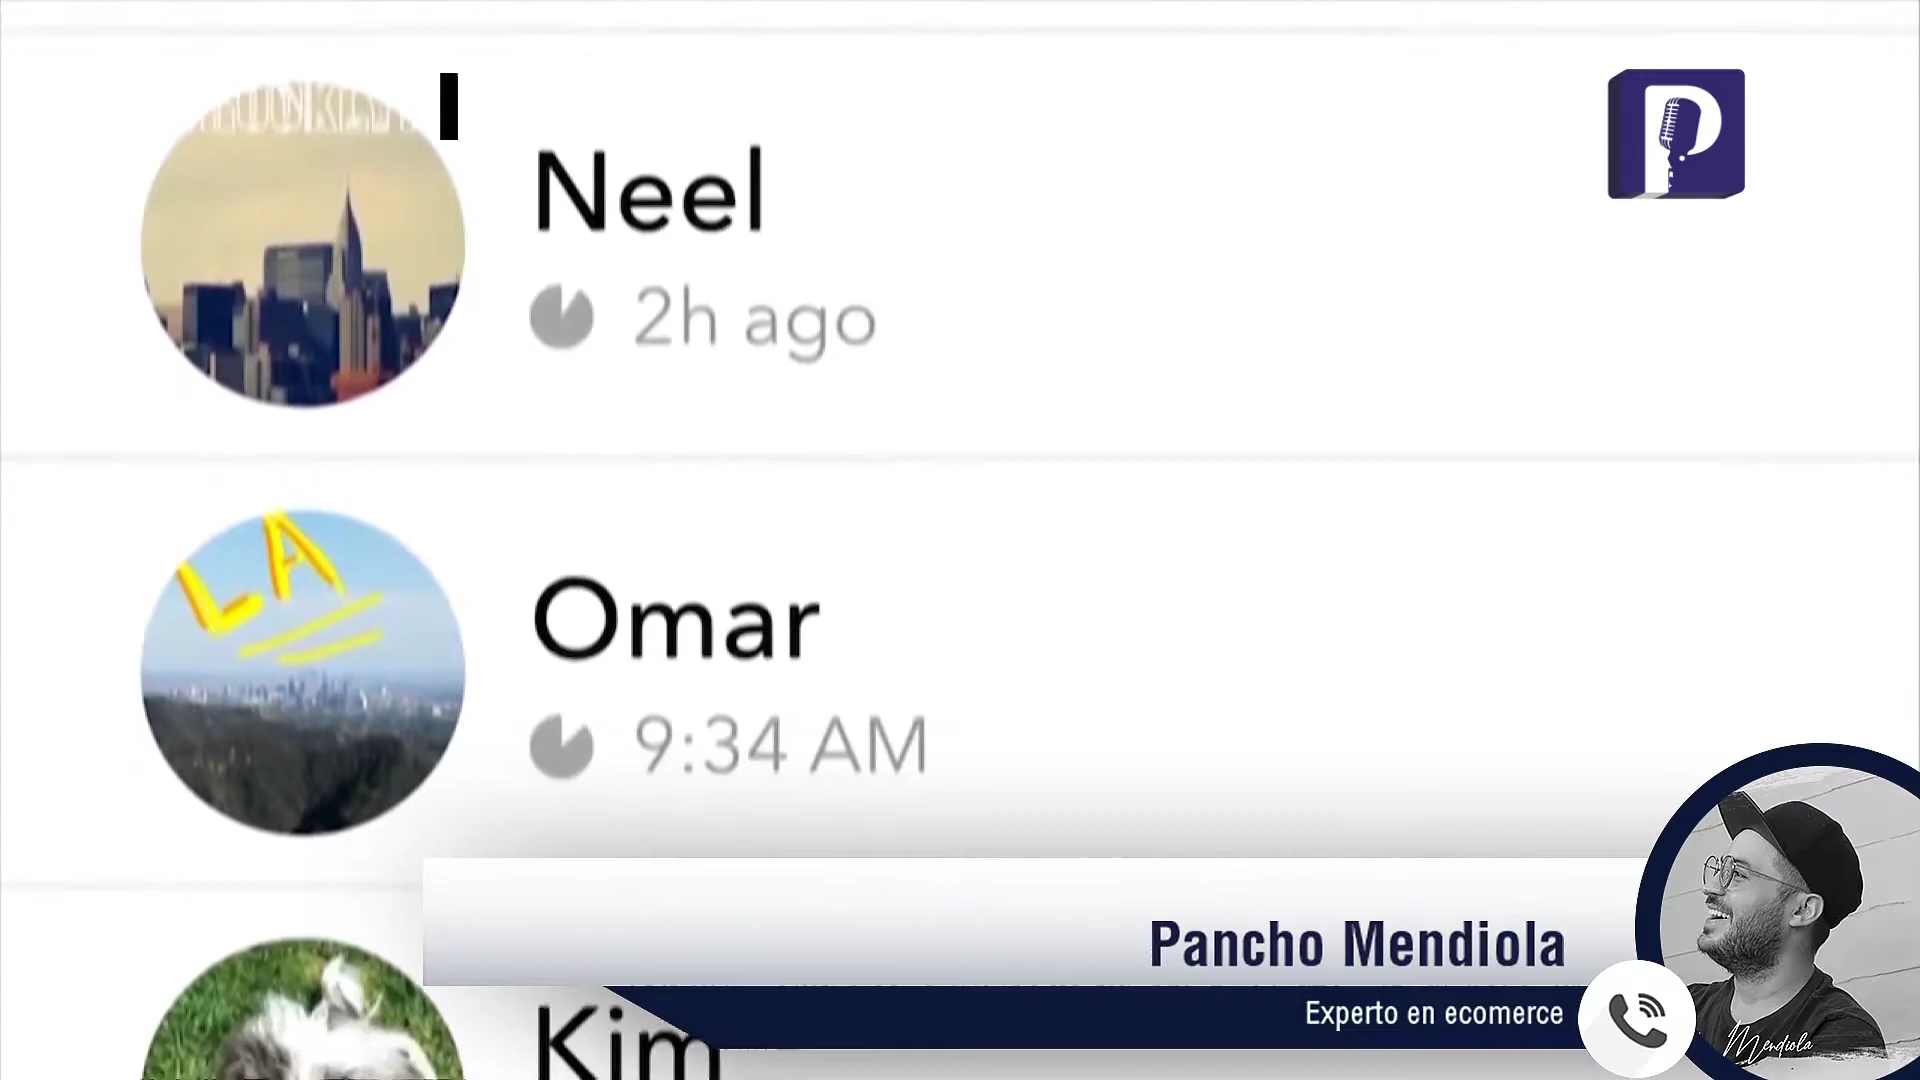 Neel
2h ago
LA
Omar
9:34 AM
Kim
Pancho Mendiola
Experto en ecomerce
Mendiola
P